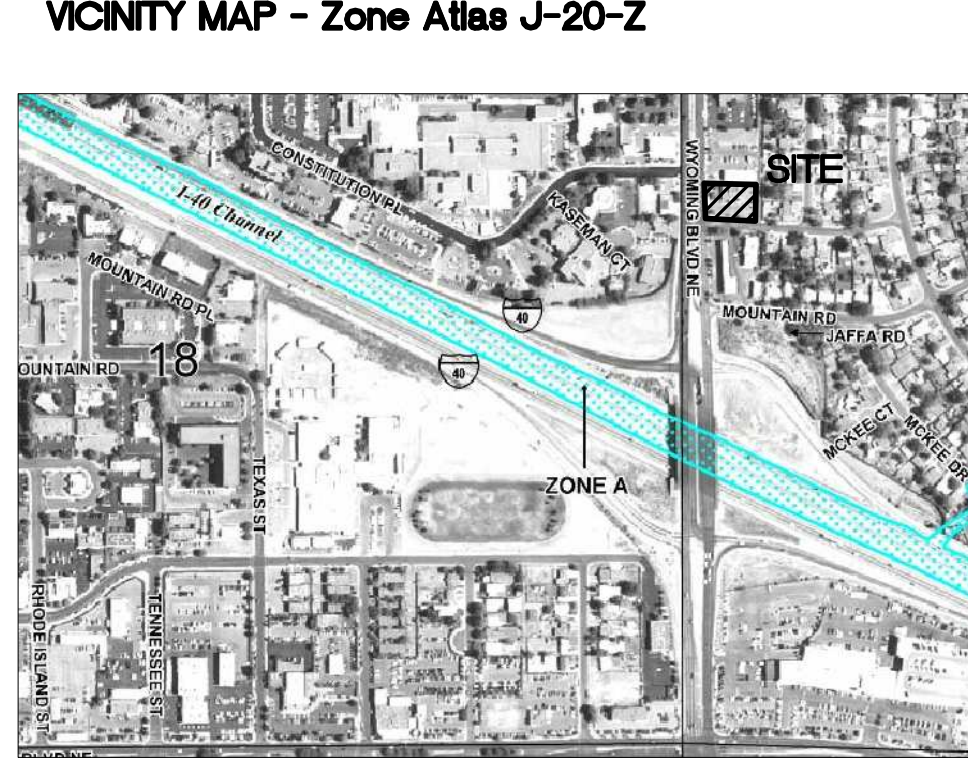 VICINITY MAP - Zone Atlas J-20-Z
CONSTITUTION PL
WYOMING BLVD NE
SITE
I-40 Channel
KASEMAN CT
MOUNTAIN RD PL
40
MOUNTAIN RD
JAFFA RD
18
OUNTAIN RD
40
MCKEE CT
MCKEE DR
TEXAS ST
ZONE A
RHODE ISLAND ST
TENNESSEE ST
BLVD NE